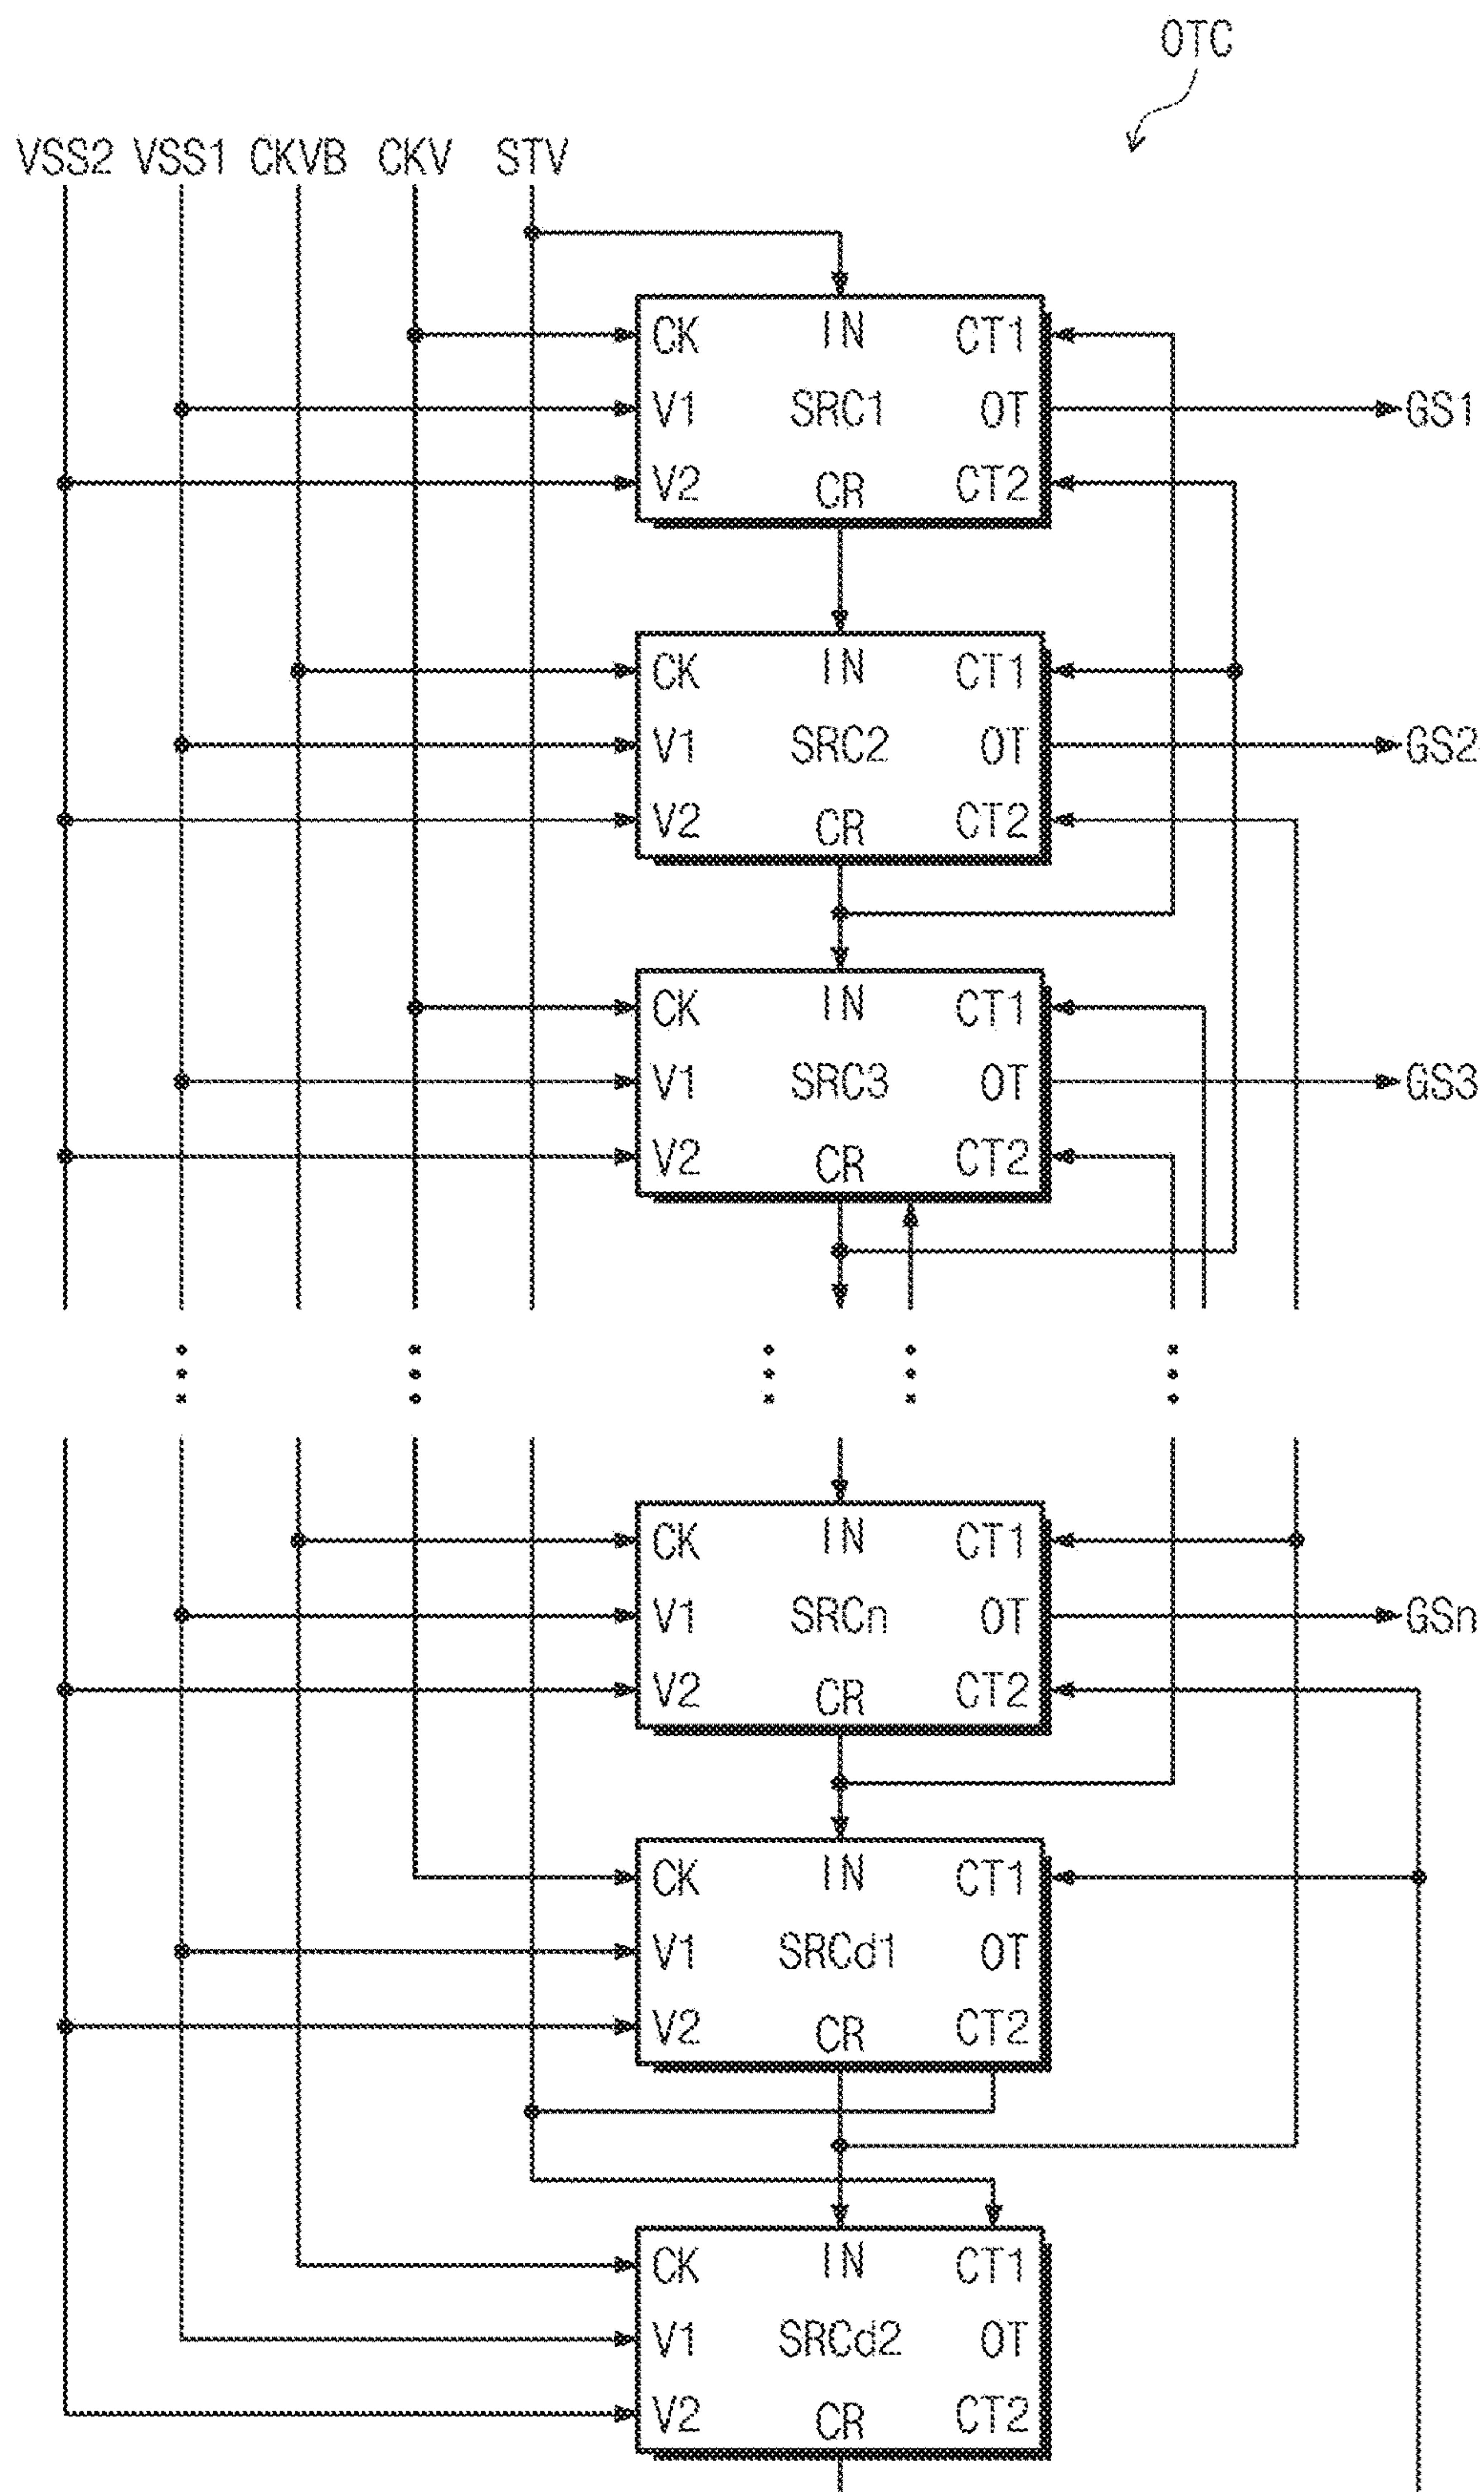 OTC
VSS2 VSS1 CKVB CKV STV
CK IN CT1
V1 SRC1 OT GS1
V2 CR CT2
CK IN CT1
V1 SRC2 OT GS2
V2 CR CT2
CK IN CT1
V1 SRC3 OT GS3
V2 CR CT2
CK IN CT1
V1 SRCn OT GSn
V2 CR CT2
CK IN CT1
V1 SRCd1 OT
V2 CR CT2
CK IN CT1
V1 SRCd2 OT
V2 CR CT2